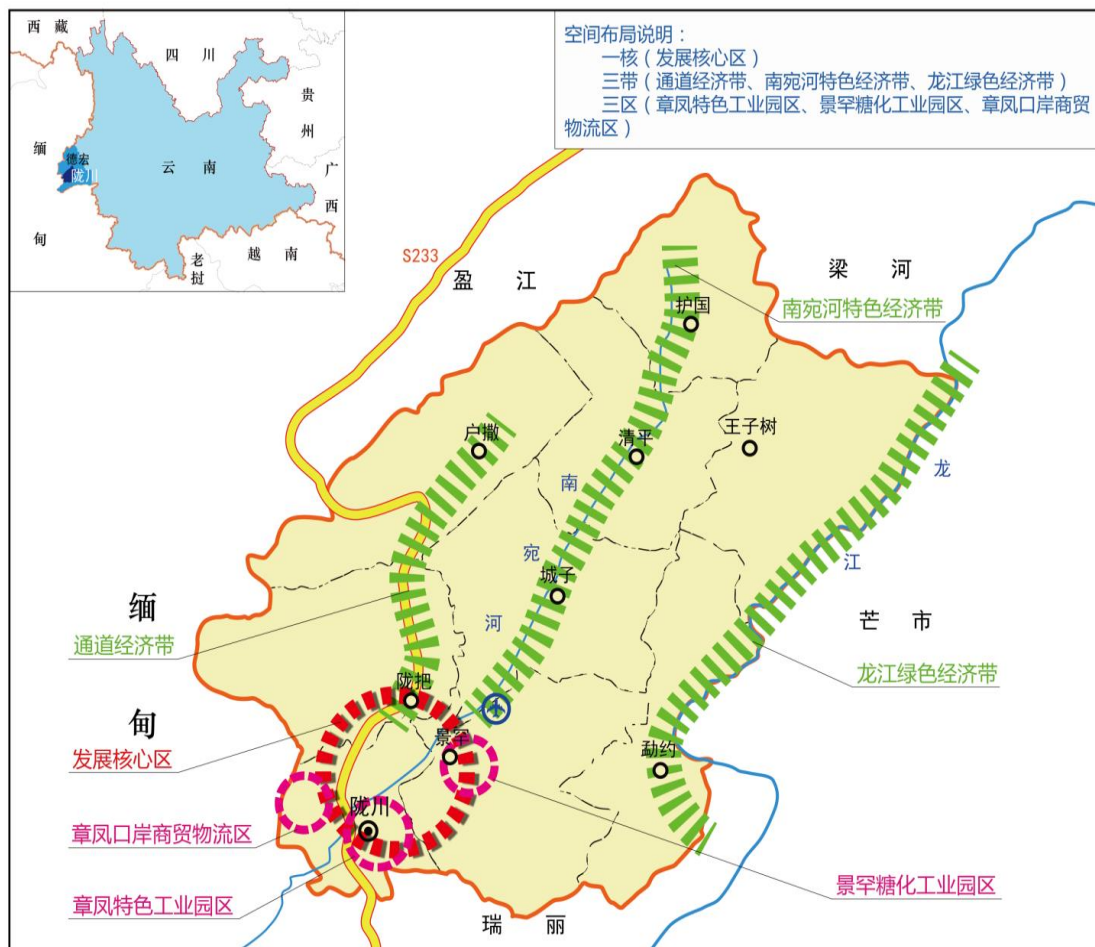 西藏
四川
贵州
缅甸
德宏
陇川
云南
广西
老挝
越南
空间布局说明：
一核（发展核心区）
三带（通道经济带、南宛河特色经济带、龙江绿色经济带）
三区（章凤特色工业园区、景罕糖化工业园区、章凤口岸商贸
物流区）
S233
盈江
梁河
护国
南宛河特色经济带
户撒
清平
王子树
南宛河
龙江
城子
缅甸
通道经济带
芒市
龙江绿色经济带
陇把
发展核心区
景罕
勐约
陇川
章凤口岸商贸物流区
景罕糖化工业园区
章凤特色工业园区
瑞丽